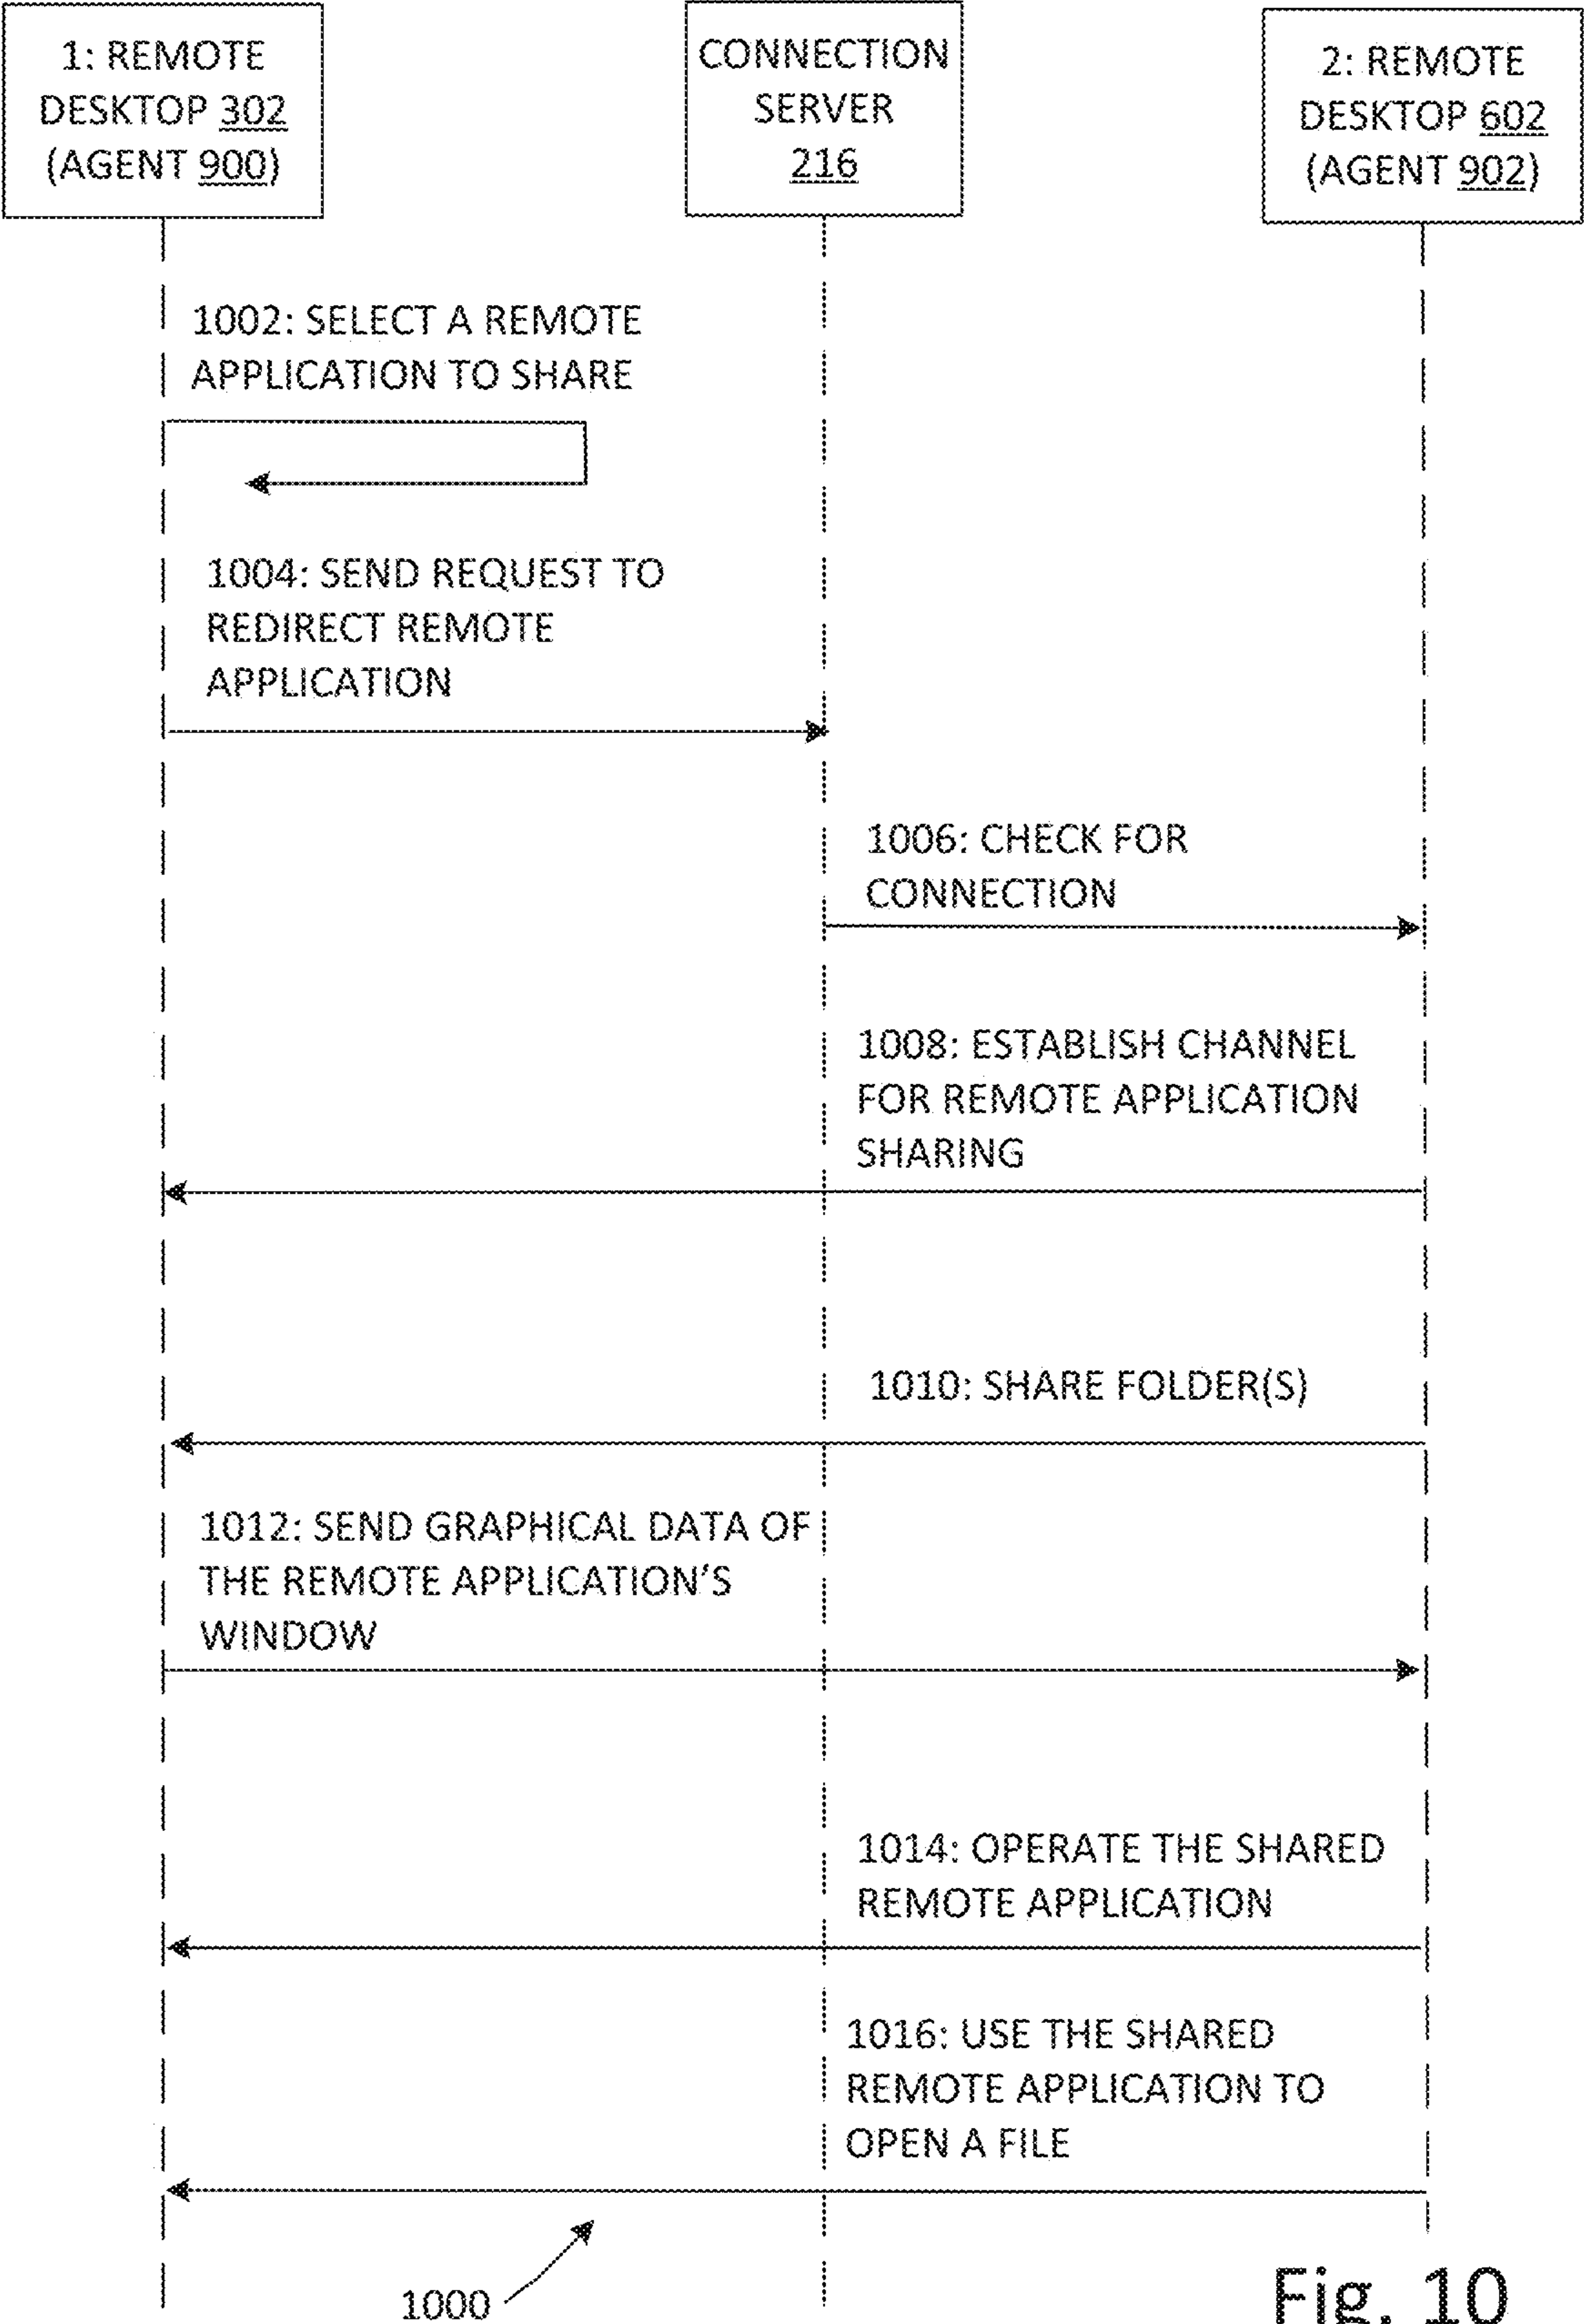 1: REMOTE
DESKTOP 302
(AGENT 900)
CONNECTION
SERVER
216
2: REMOTE
DESKTOP 602
(AGENT 902)
1002: SELECT A REMOTE
APPLICATION TO SHARE
1004: SEND REQUEST TO
REDIRECT REMOTE
APPLICATION
1006: CHECK FOR
CONNECTION
1008: ESTABLISH CHANNEL
FOR REMOTE APPLICATION
SHARING
1010: SHARE FOLDER(S)
1012: SEND GRAPHICAL DATA OF
THE REMOTE APPLICATION'S
WINDOW
1014: OPERATE THE SHARED
REMOTE APPLICATION
1016: USE THE SHARED
REMOTE APPLICATION TO
OPEN A FILE
1000
Fig. 10